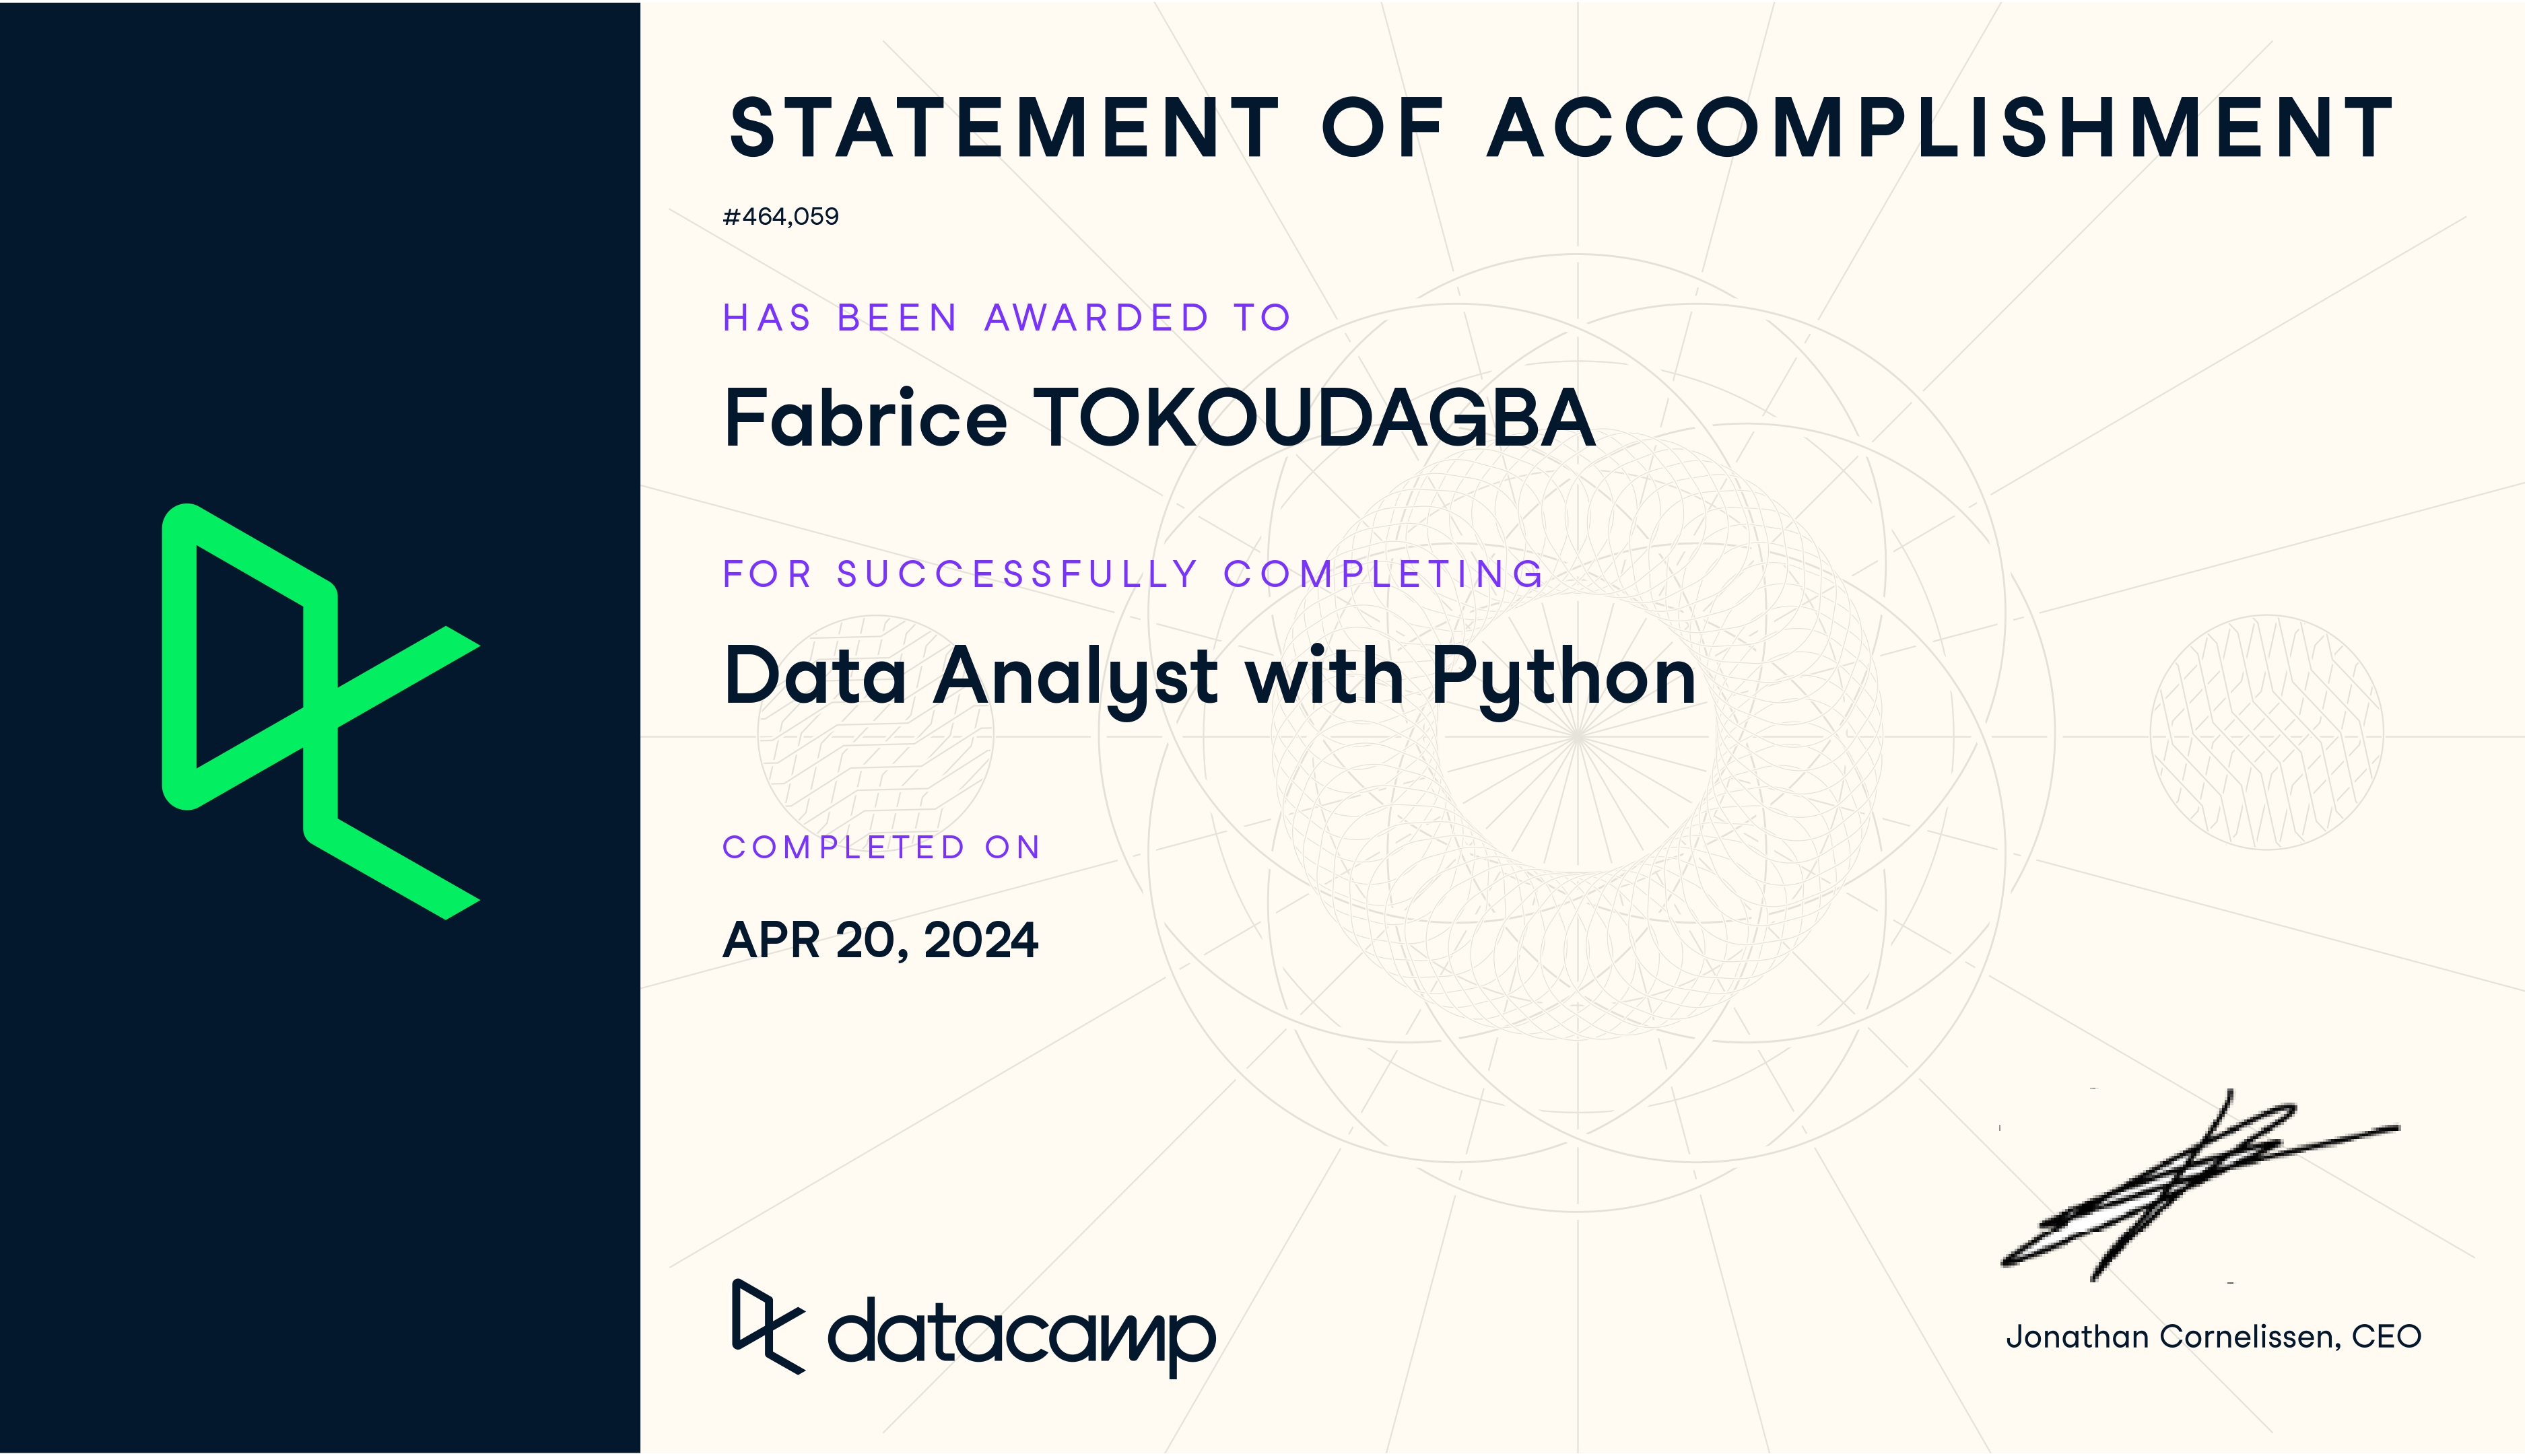 STATEMENT OF ACCOMPLISHMENT
#464,059
HAS BEEN AWARDED TO
Fabrice TOKOUDAGBA
FOR SUCCESSFULLY COMPLETING
Data Analyst with Python
COMPLETED ON
APR 20, 2024
datacamp
Jonathan Cornelissen, CEO